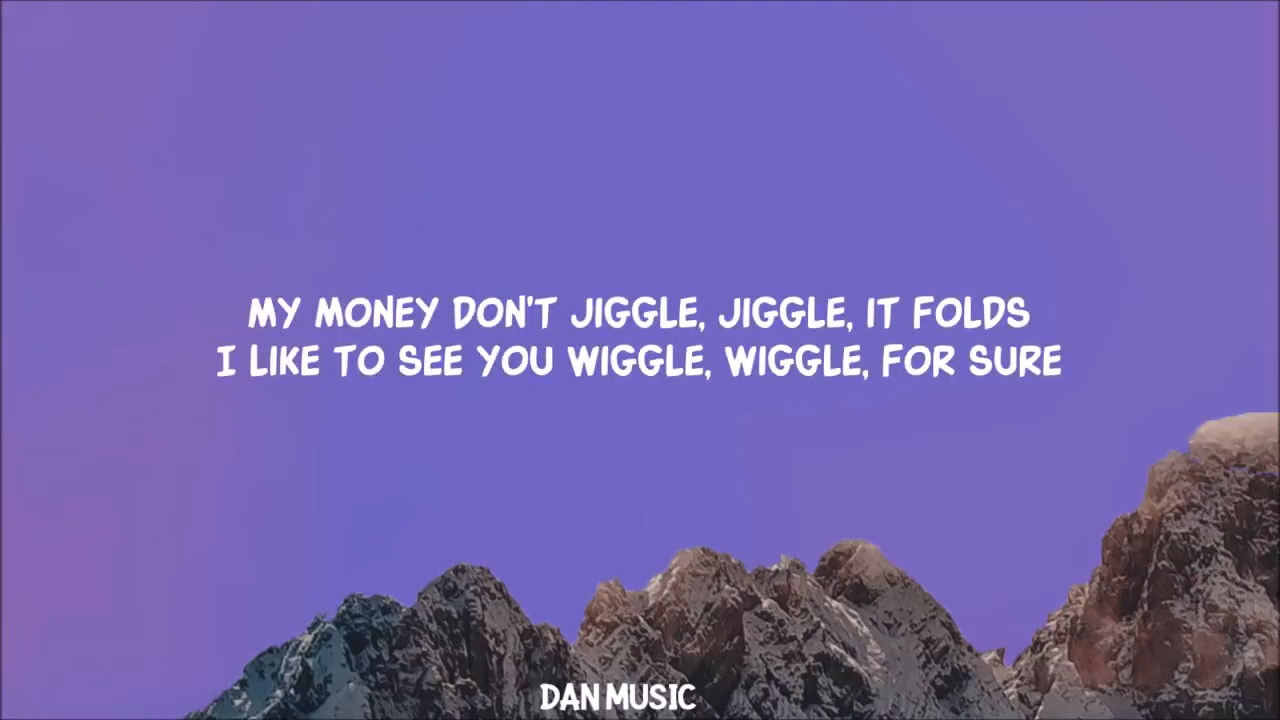 MY MONEY DON'T JIGGLE, JIGGLE, IT FOLDS
I LIKE TO SEE YOU WIGGLE, WIGGLE, FOR SURE
DAN MUSIC